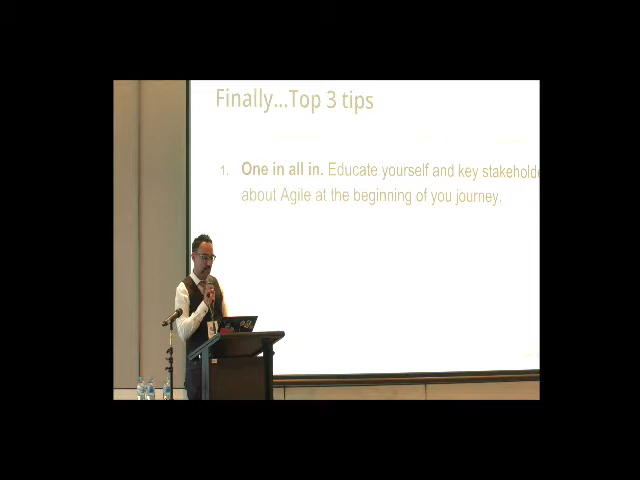 Finally...Top 3 tips
1. One in all in. Educate yourself and key stakeholde
about Agile at the beginning of you journey.